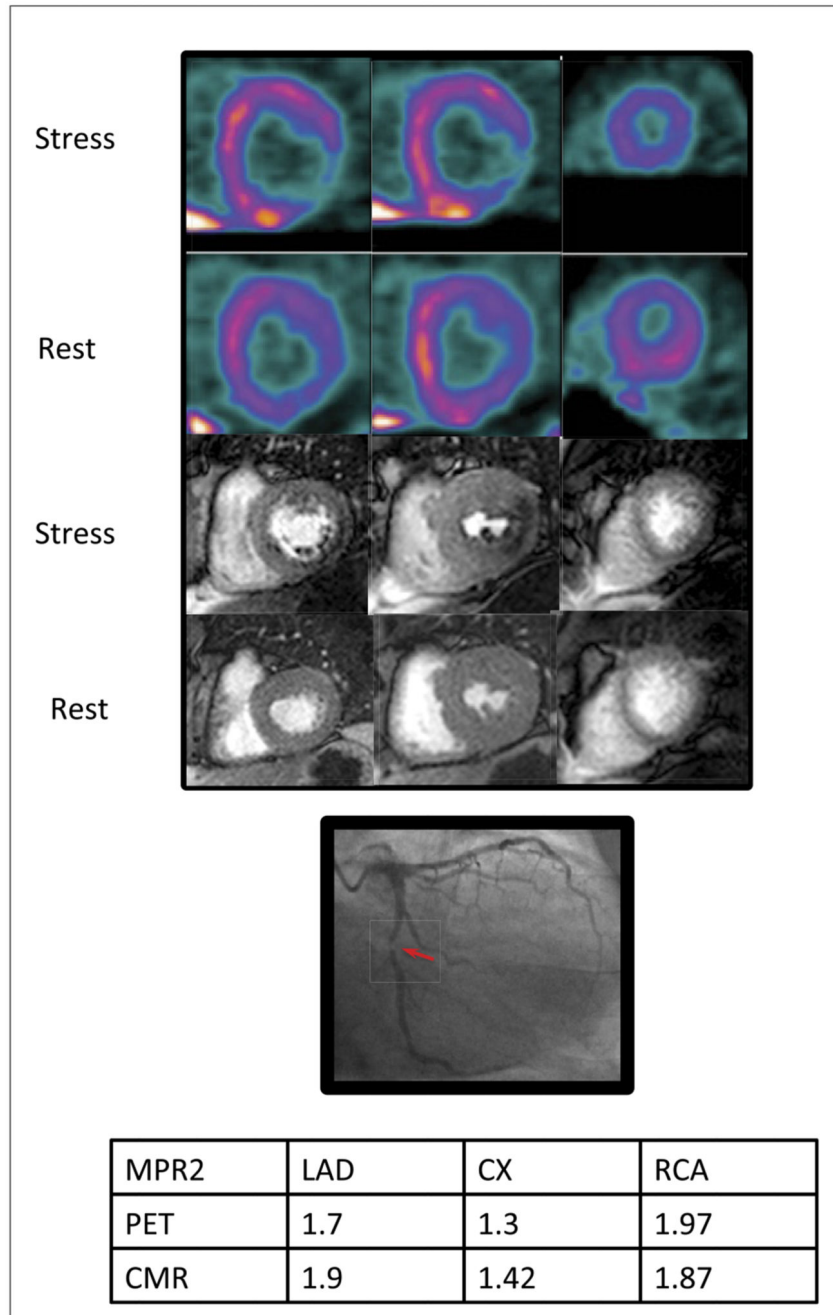 Stress
Rest
Stress
Rest
MPR2 LAD CX RCA
PET 1.7 1.3 1.97
CMR 1.9 1.42 1.87